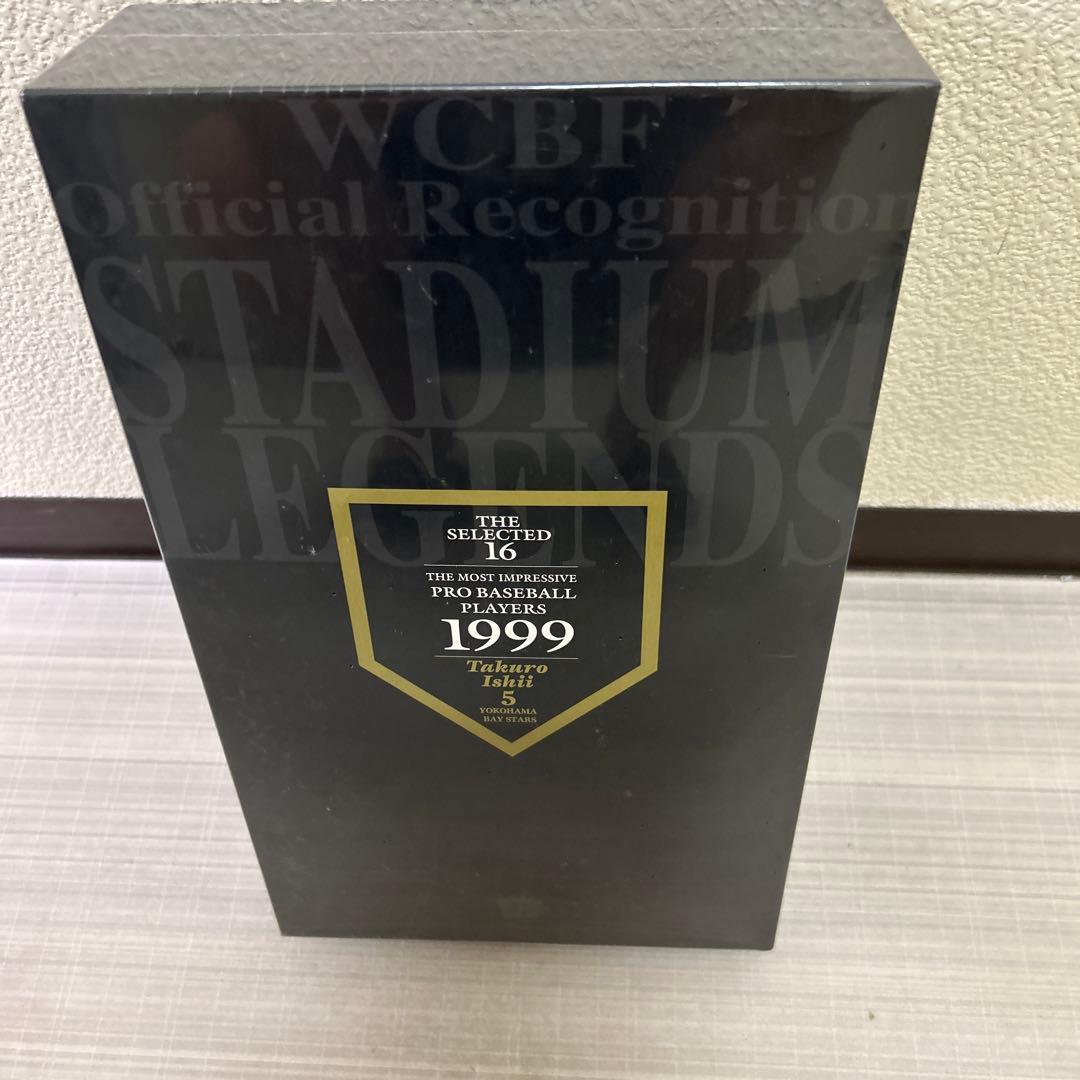 WCBF
Official Recognition
STADIUM
LEGENDS
THE
SELECTED
16
THE MOST IMPRESSIVE
PRO BASEBALL
PLAYERS
1999
Takuro
Ishii
5
YOKOHAMA
BAY STARS